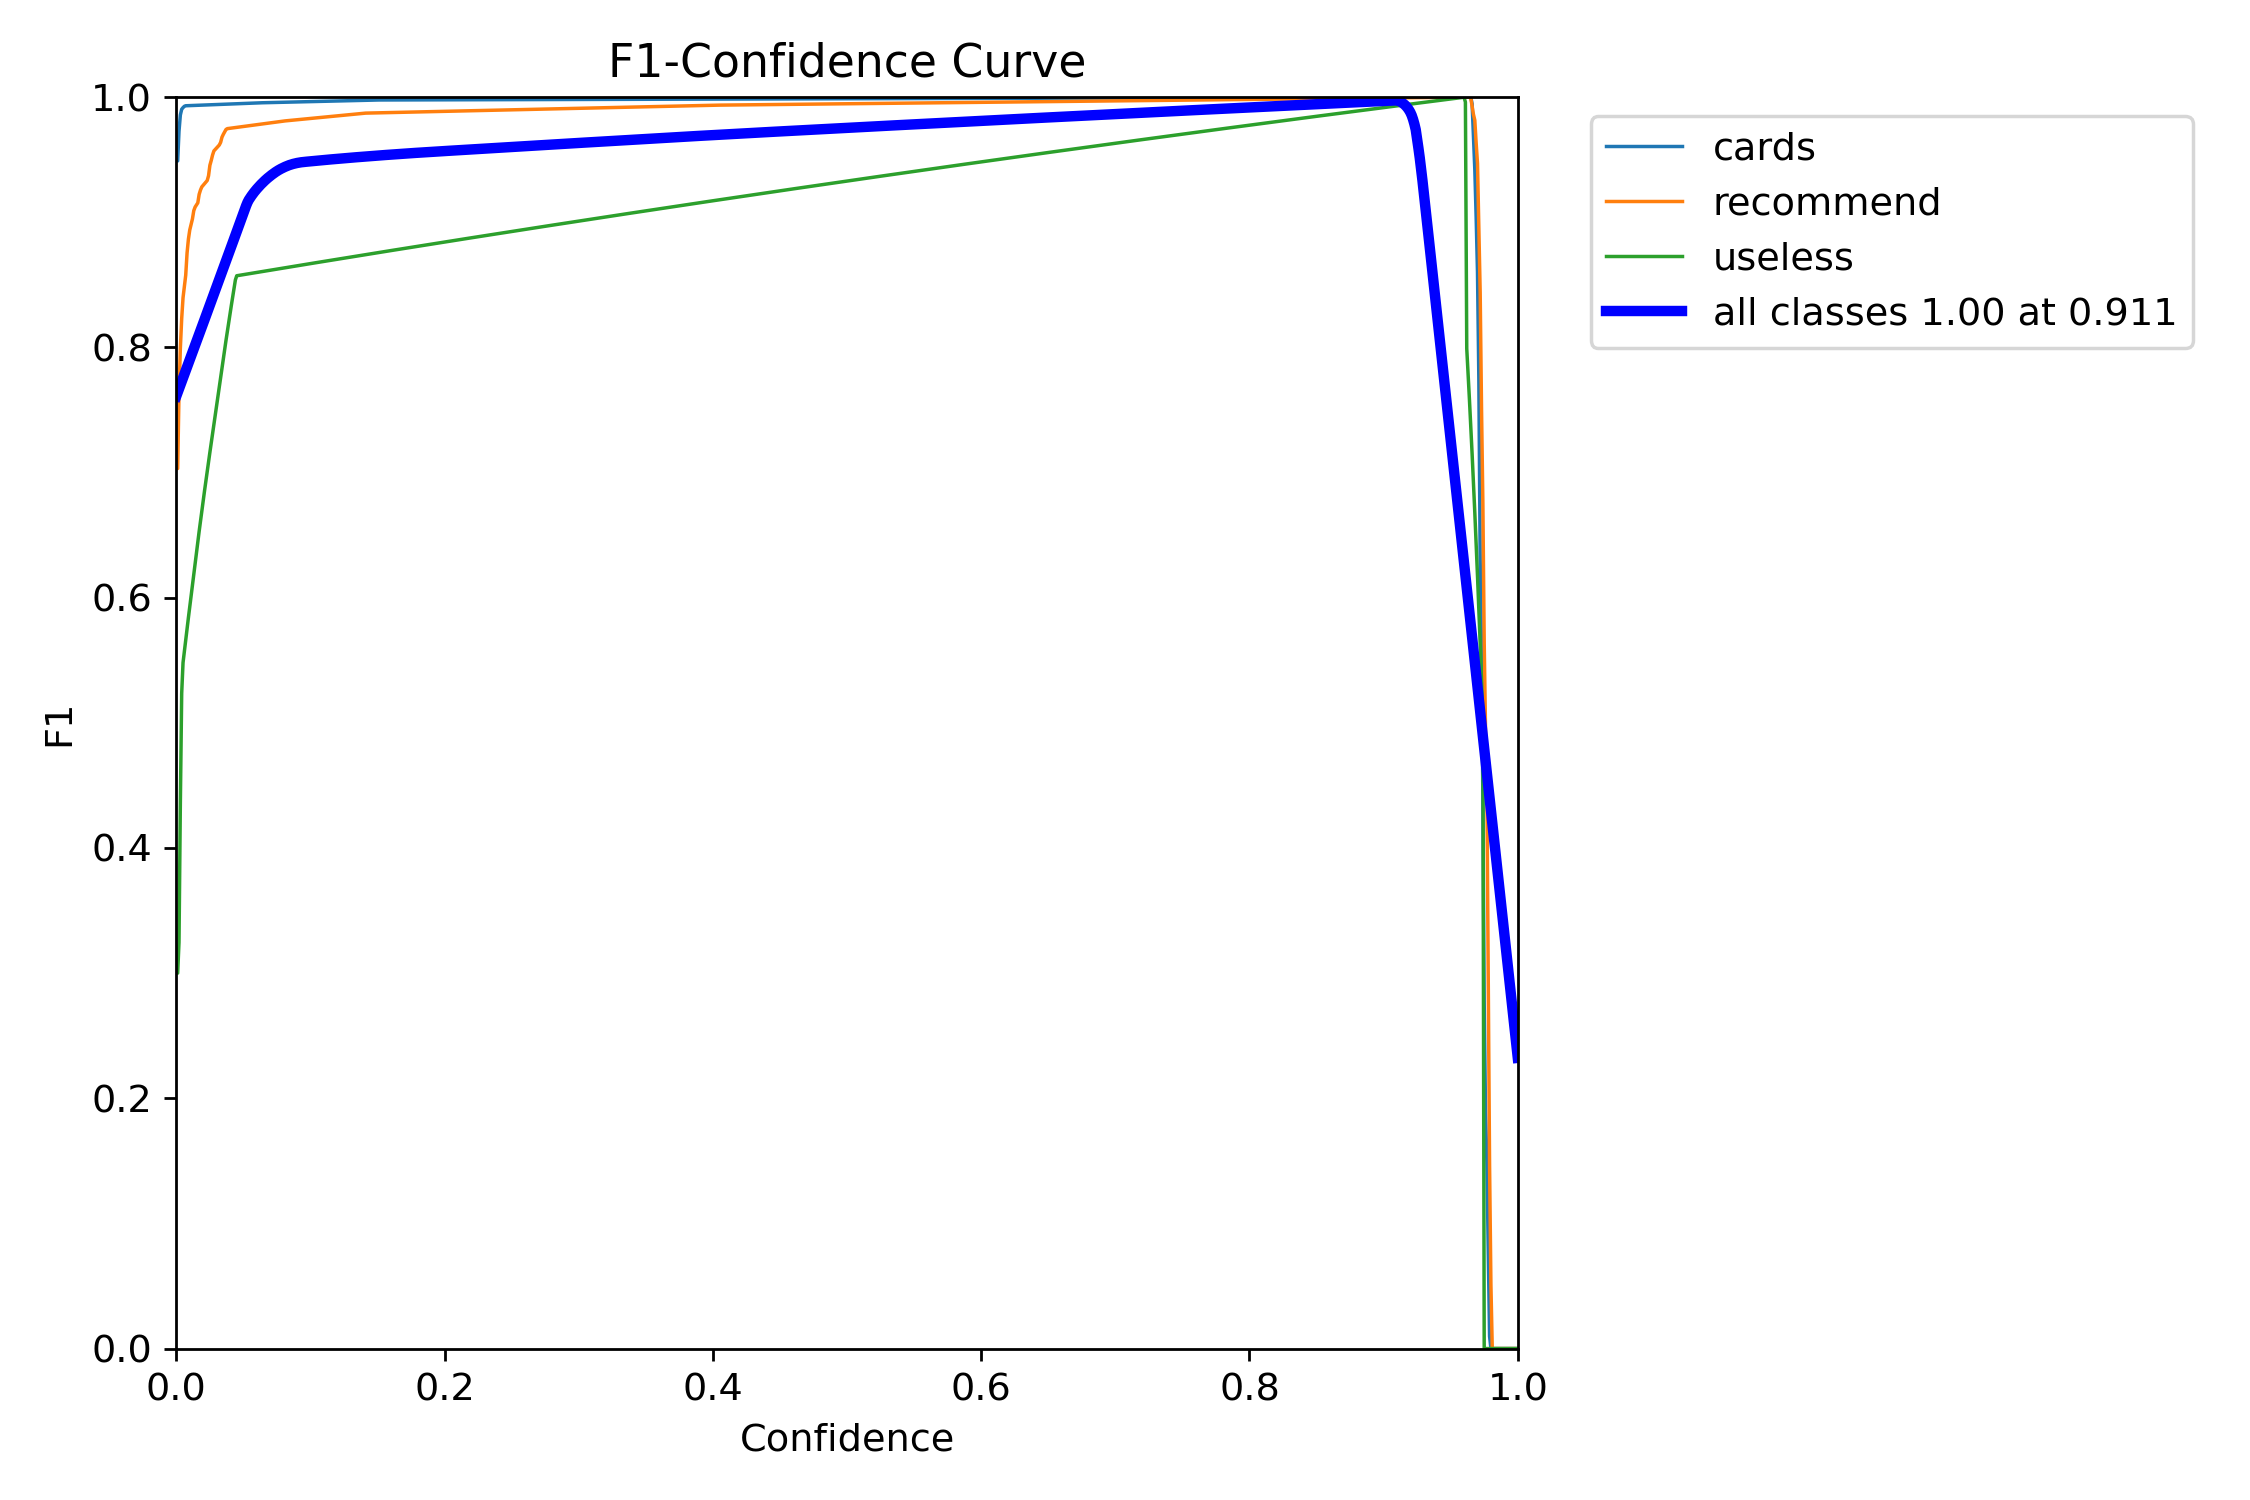 F1-Confidence Curve
1.0
0.8
0.6
0.4
0.2
0.0
F1
0.0 0.2 0.4 0.6 0.8 1.0
Confidence
cards
recommend
useless
all classes 1.00 at 0.911